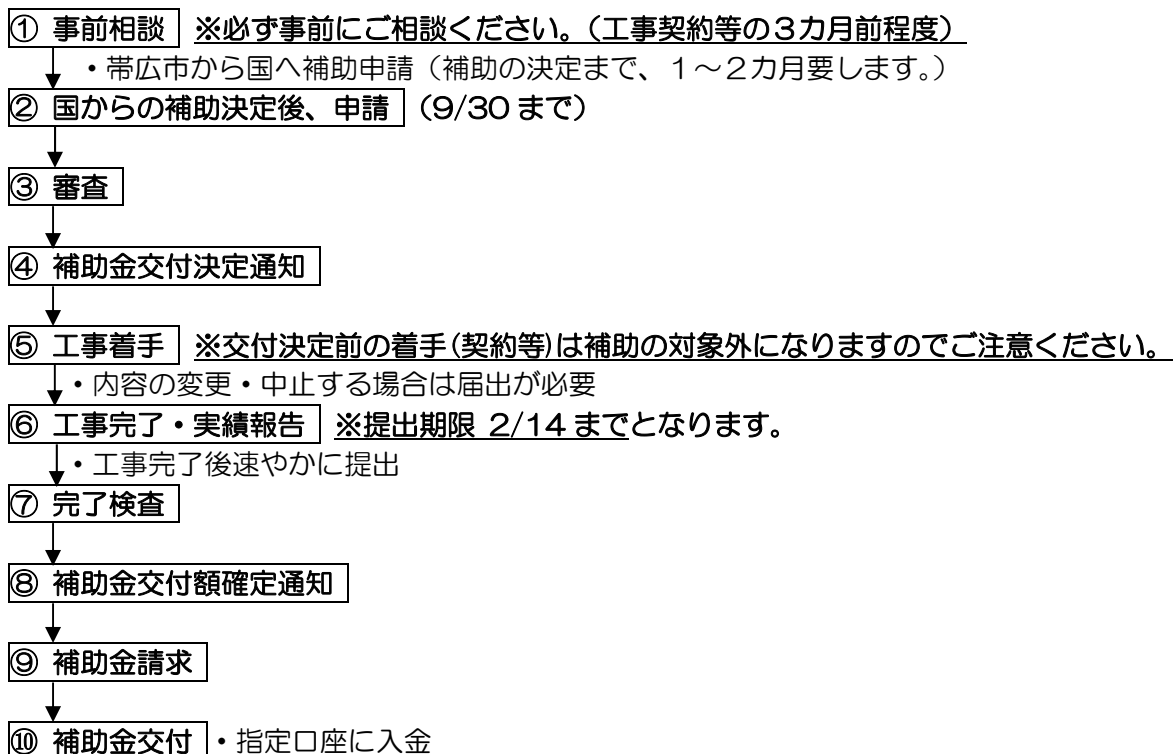 ① 事前相談 ※必ず事前にご相談ください。（工事契約等の３カ月前程度）
・帯広市から国へ補助申請（補助の決定まで、１～２カ月要します。）
② 国からの補助決定後、申請 （9/30 まで）
③ 審査
④ 補助金交付決定通知
⑤ 工事着手 ※交付決定前の着手(契約等)は補助の対象外になりますのでご注意ください。
・内容の変更・中止する場合は届出が必要
⑥ 工事完了・実績報告 ※提出期限 2/14 までとなります。
・工事完了後速やかに提出
⑦ 完了検査
⑧ 補助金交付額確定通知
⑨ 補助金請求
⑩ 補助金交付 ・指定口座に入金